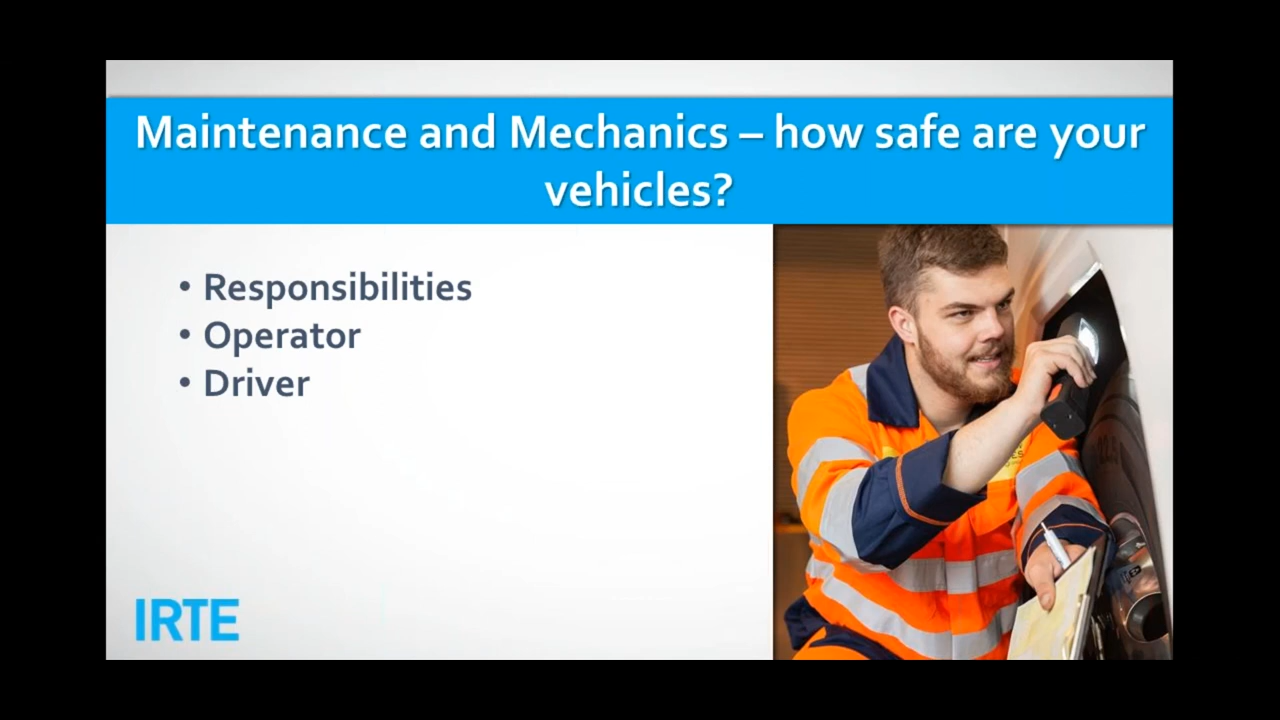 Maintenance and Mechanics – how safe are your
vehicles?
• Responsibilities
• Operator
• Driver
IRTE